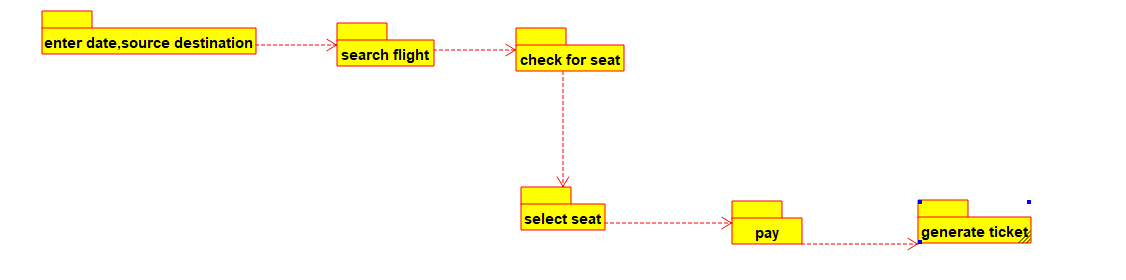 enter date,source destination
search flight
check for seat
select seat
pay
generate ticket